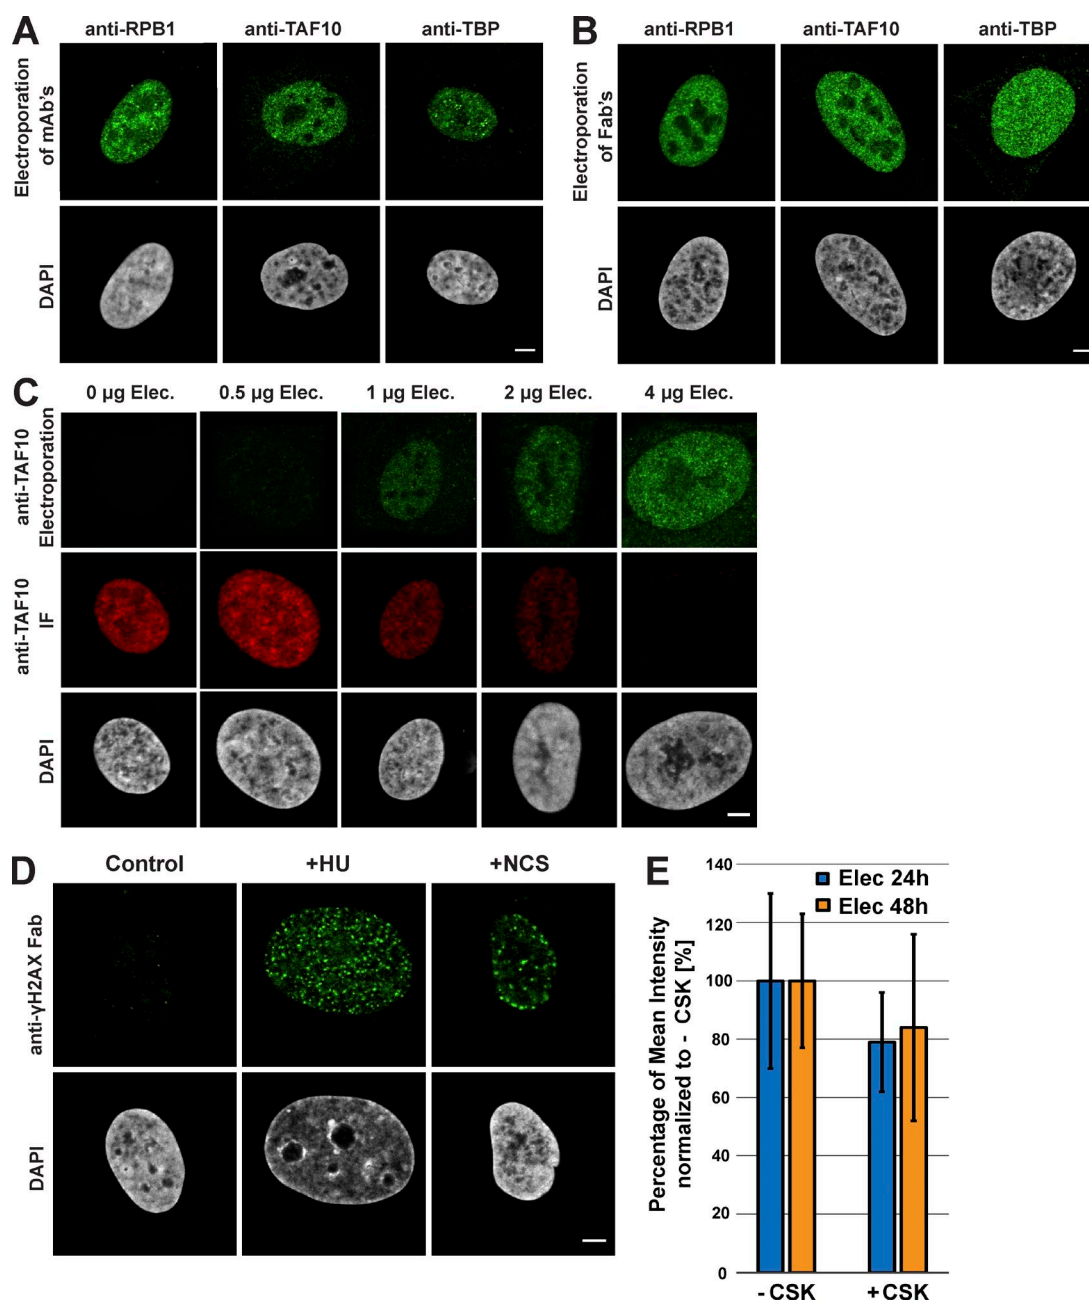 A
anti-RPB1 anti-TAF10 anti-TBP
Electroporation
of mAb's
DAPI
B
anti-RPB1 anti-TAF10 anti-TBP
Electroporation
of Fab's
DAPI
C
0 µg Elec. 0.5 µg Elec. 1 µg Elec. 2 µg Elec. 4 µg Elec.
anti-TAF10
Electroporation
anti-TAF10
IF
DAPI
D
Control +HU +NCS
anti-γH2AX Fab
DAPI
E
Percentage of Mean Intensity
normalized to - CSK [%]
140
120
100
80
60
40
20
0
Elec 24h
Elec 48h
- CSK + CSK